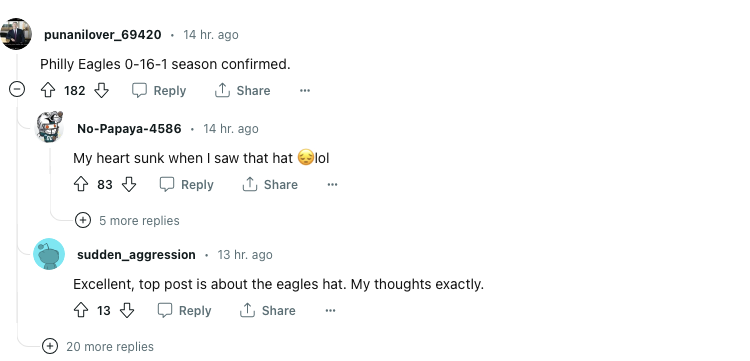 punanilover_69420 • 14 hr. ago
Philly Eagles 0-16-1 season confirmed.
182 Reply Share ...
No-Papaya-4586 • 14 hr. ago
My heart sunk when I saw that hat 😔lol
83 Reply Share ...
5 more replies
sudden_aggression • 13 hr. ago
Excellent, top post is about the eagles hat. My thoughts exactly.
13 Reply Share ...
20 more replies